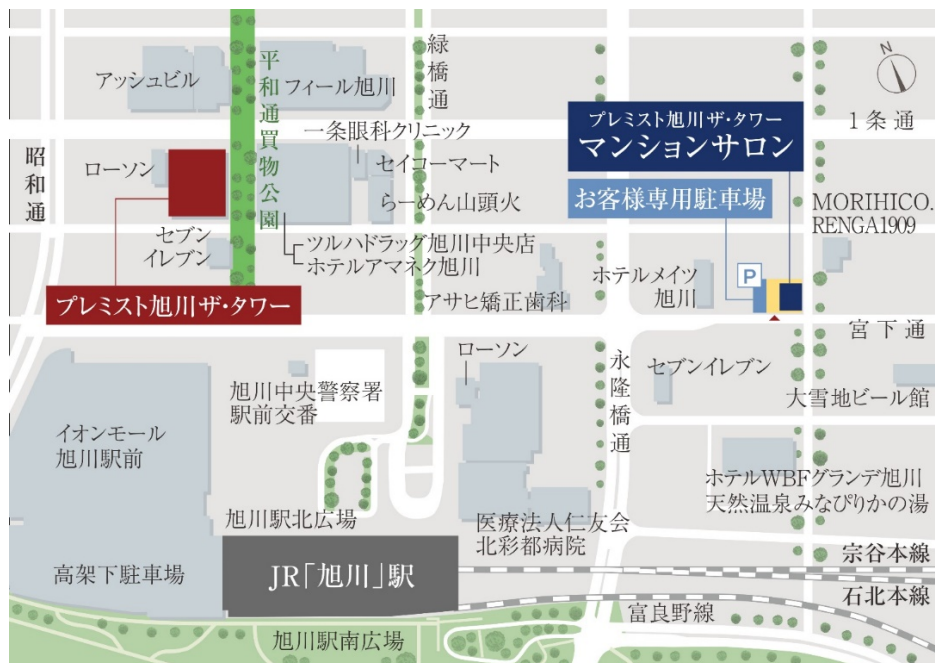 アッシュビル
平和通買物公園
フィール旭川
緑橋通
N
1条通
昭和通
ローソン
一条眼科クリニック
セイコーマート
らーめん山頭火
プレミスト旭川ザ・タワー
マンションサロン
お客様専用駐車場
P
MORIHICO.
RENGA1909
セブン
イレブン
ツルハドラッグ旭川中央店
ホテルアマネク旭川
プレミスト旭川ザ・タワー
アサヒ矯正歯科
ホテルメイツ
旭川
宮下通
旭川中央警察署
駅前交番
ローソン
永隆橋通
セブンイレブン
大雪地ビール館
イオンモール
旭川駅前
ホテルWBFグランデ旭川
天然温泉みなぴりかの湯
旭川駅北広場
医療法人仁友会
北彩都病院
高架下駐車場
JR「旭川」駅
宗谷本線
石北本線
富良野線
旭川駅南広場